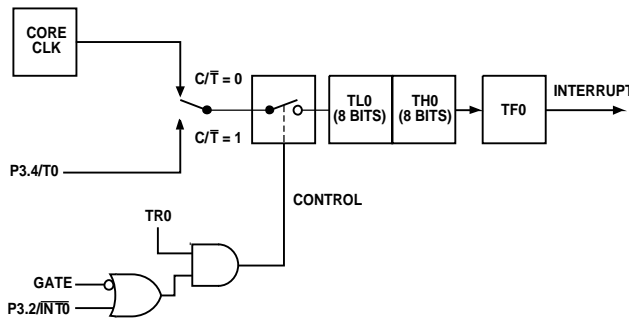 CORE
CLK
C/T̅ = 0
TL0
(8 BITS)
TH0
(8 BITS)
TF0
INTERRUPT
C/T̅ = 1
P3.4/T0
CONTROL
TR0
GATE
P3.2/I̅N̅T̅0̅